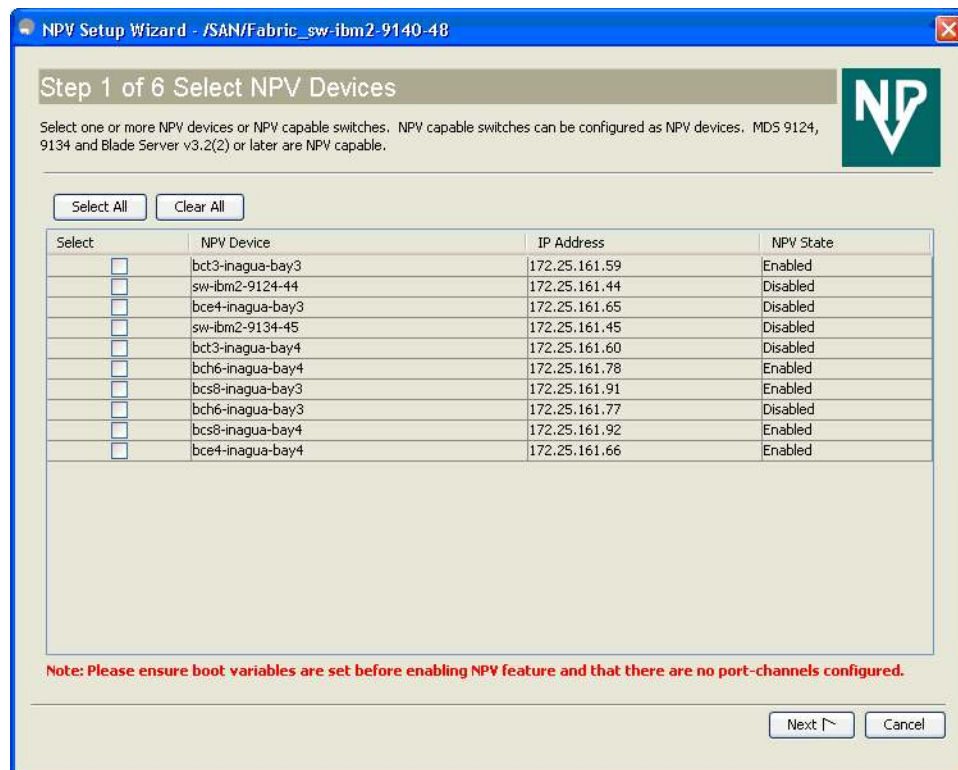 NPV Setup Wizard - /SAN/Fabric_sw-ibm2-9140-48
Step 1 of 6 Select NPV Devices
NPV
Select one or more NPV devices or NPV capable switches. NPV capable switches can be configured as NPV devices. MDS 9124,
9134 and Blade Server v3.2(2) or later are NPV capable.
Select All Clear All
Select NPV Device IP Address NPV State
bct3-inagua-bay3 172.25.161.59 Enabled
sw-ibm2-9124-44 172.25.161.44 Disabled
bce4-inagua-bay3 172.25.161.65 Disabled
sw-ibm2-9134-45 172.25.161.45 Disabled
bct3-inagua-bay4 172.25.161.60 Disabled
bch6-inagua-bay4 172.25.161.78 Enabled
bcs8-inagua-bay3 172.25.161.91 Enabled
bch6-inagua-bay3 172.25.161.77 Disabled
bcs8-inagua-bay4 172.25.161.92 Enabled
bce4-inagua-bay4 172.25.161.66 Enabled
Note: Please ensure boot variables are set before enabling NPV feature and that there are no port-channels configured.
Next Cancel